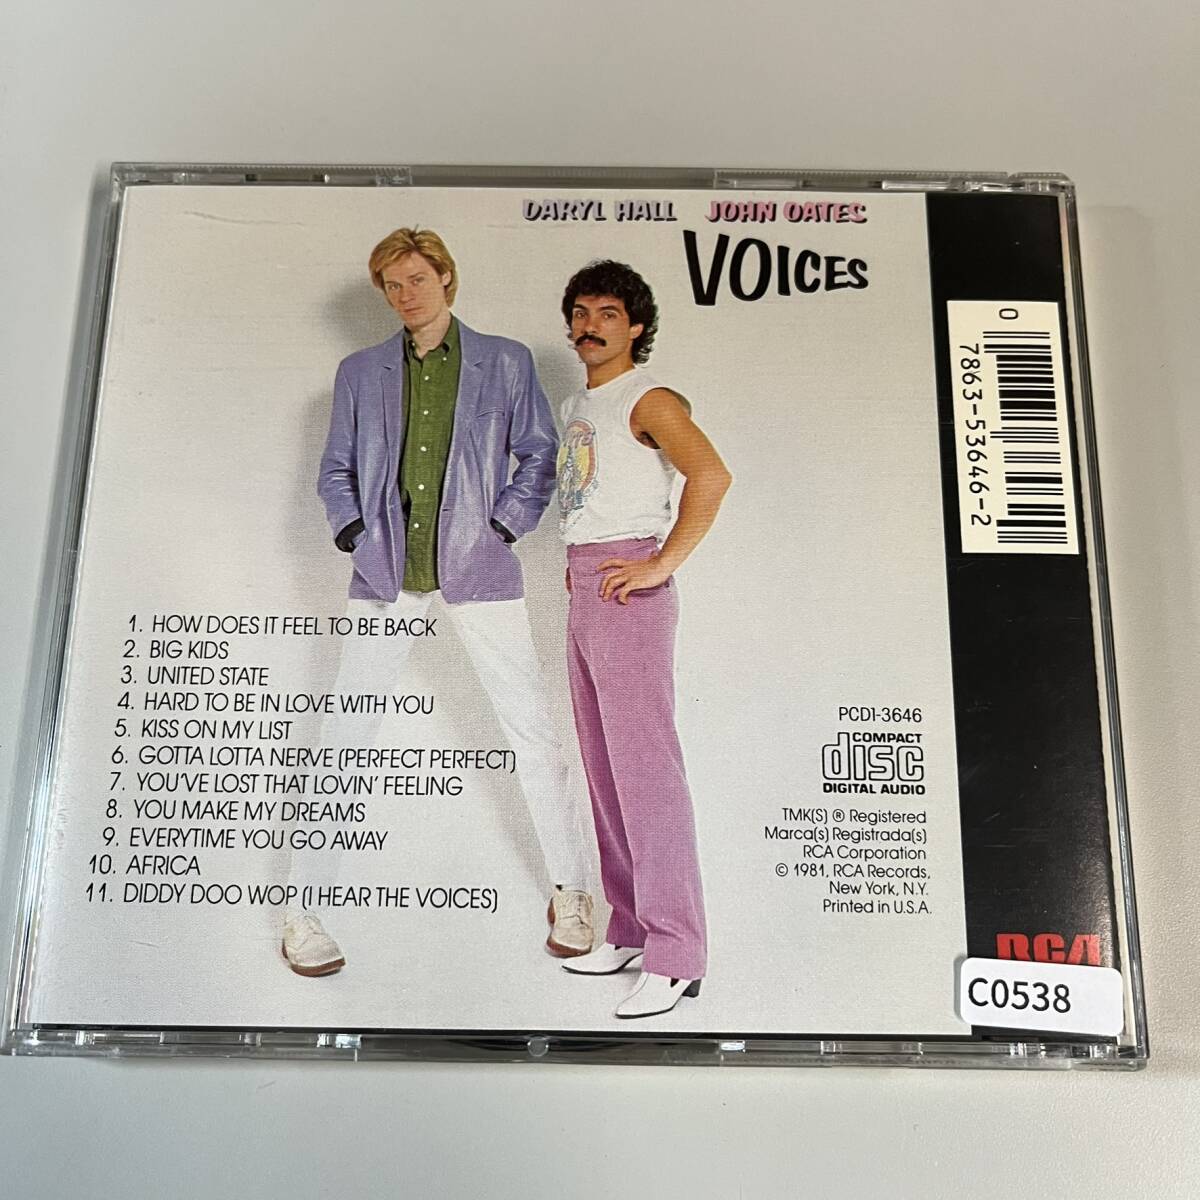 DARYL HALL JOHN OATES
VOICES
0
7863-53646-2
1. HOW DOES IT FEEL TO BE BACK
2. BIG KIDS
3. UNITED STATE
4. HARD TO BE IN LOVE WITH YOU
5. KISS ON MY LIST
6. GOTTA LOTTA NERVE (PERFECT PERFECT)
7. YOU'VE LOST THAT LOVIN' FEELING
8. YOU MAKE MY DREAMS
9. EVERYTIME YOU GO AWAY
10. AFRICA
11. DIDDY DOO WOP (I HEAR THE VOICES)
PCD1-3646
COMPACT
disc
DIGITAL AUDIO
TMK(S) ® Registered
Marca(s) Registrada(s)
RCA Corporation
© 1981, RCA Records,
New York, N.Y.
Printed in U.S.A.
RCA
C0538